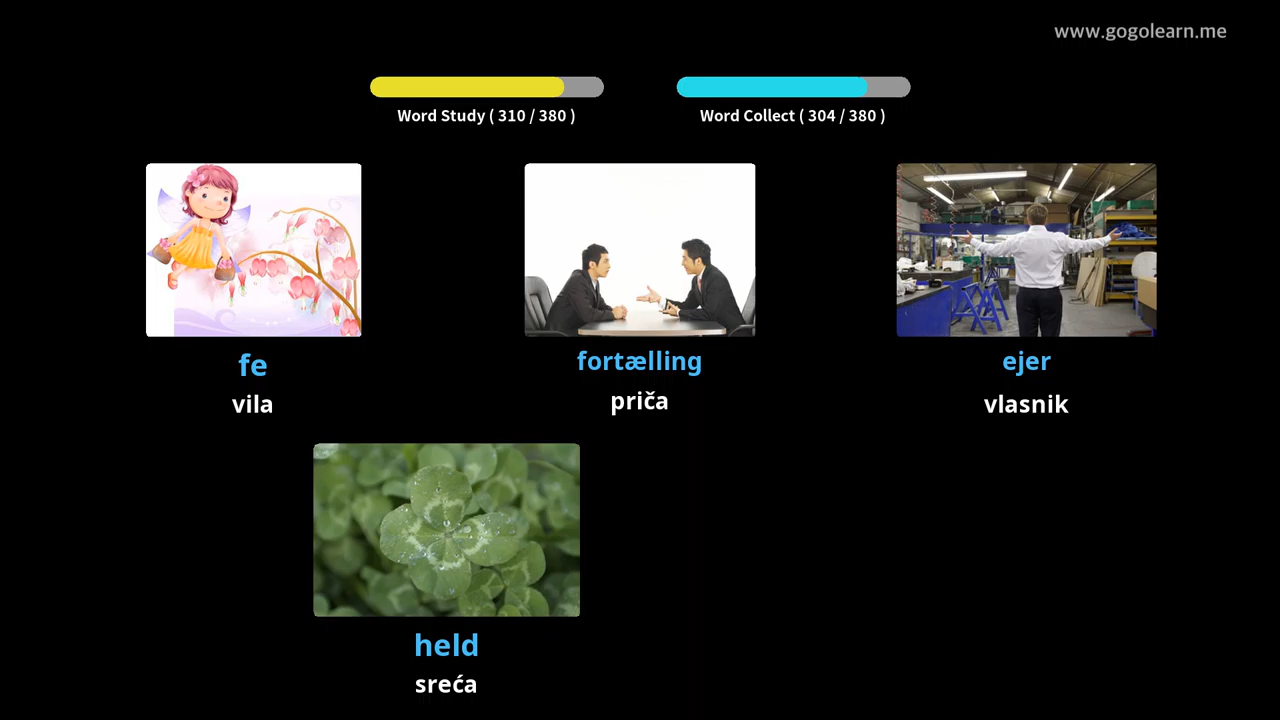 www.gogolearn.me
Word Study ( 310 / 380 )
Word Collect ( 304 / 380 )
fe
vila
fortælling
priča
ejer
vlasnik
held
sreća